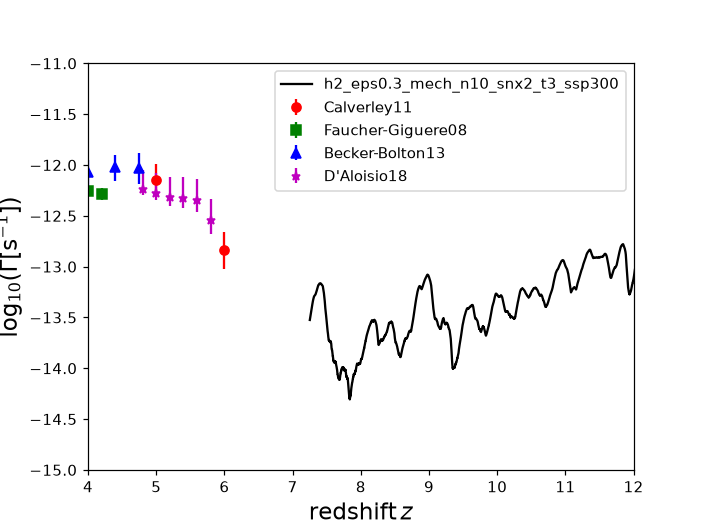 −11.0
−11.5
−12.0
−12.5
−13.0
−13.5
−14.0
−14.5
−15.0
log₁₀(Γ[s⁻¹])
h2_eps0.3_mech_n10_snx2_t3_ssp300
Calverley11
Faucher-Giguere08
Becker-Bolton13
D'Aloisio18
4 5 6 7 8 9 10 11 12
redshift z